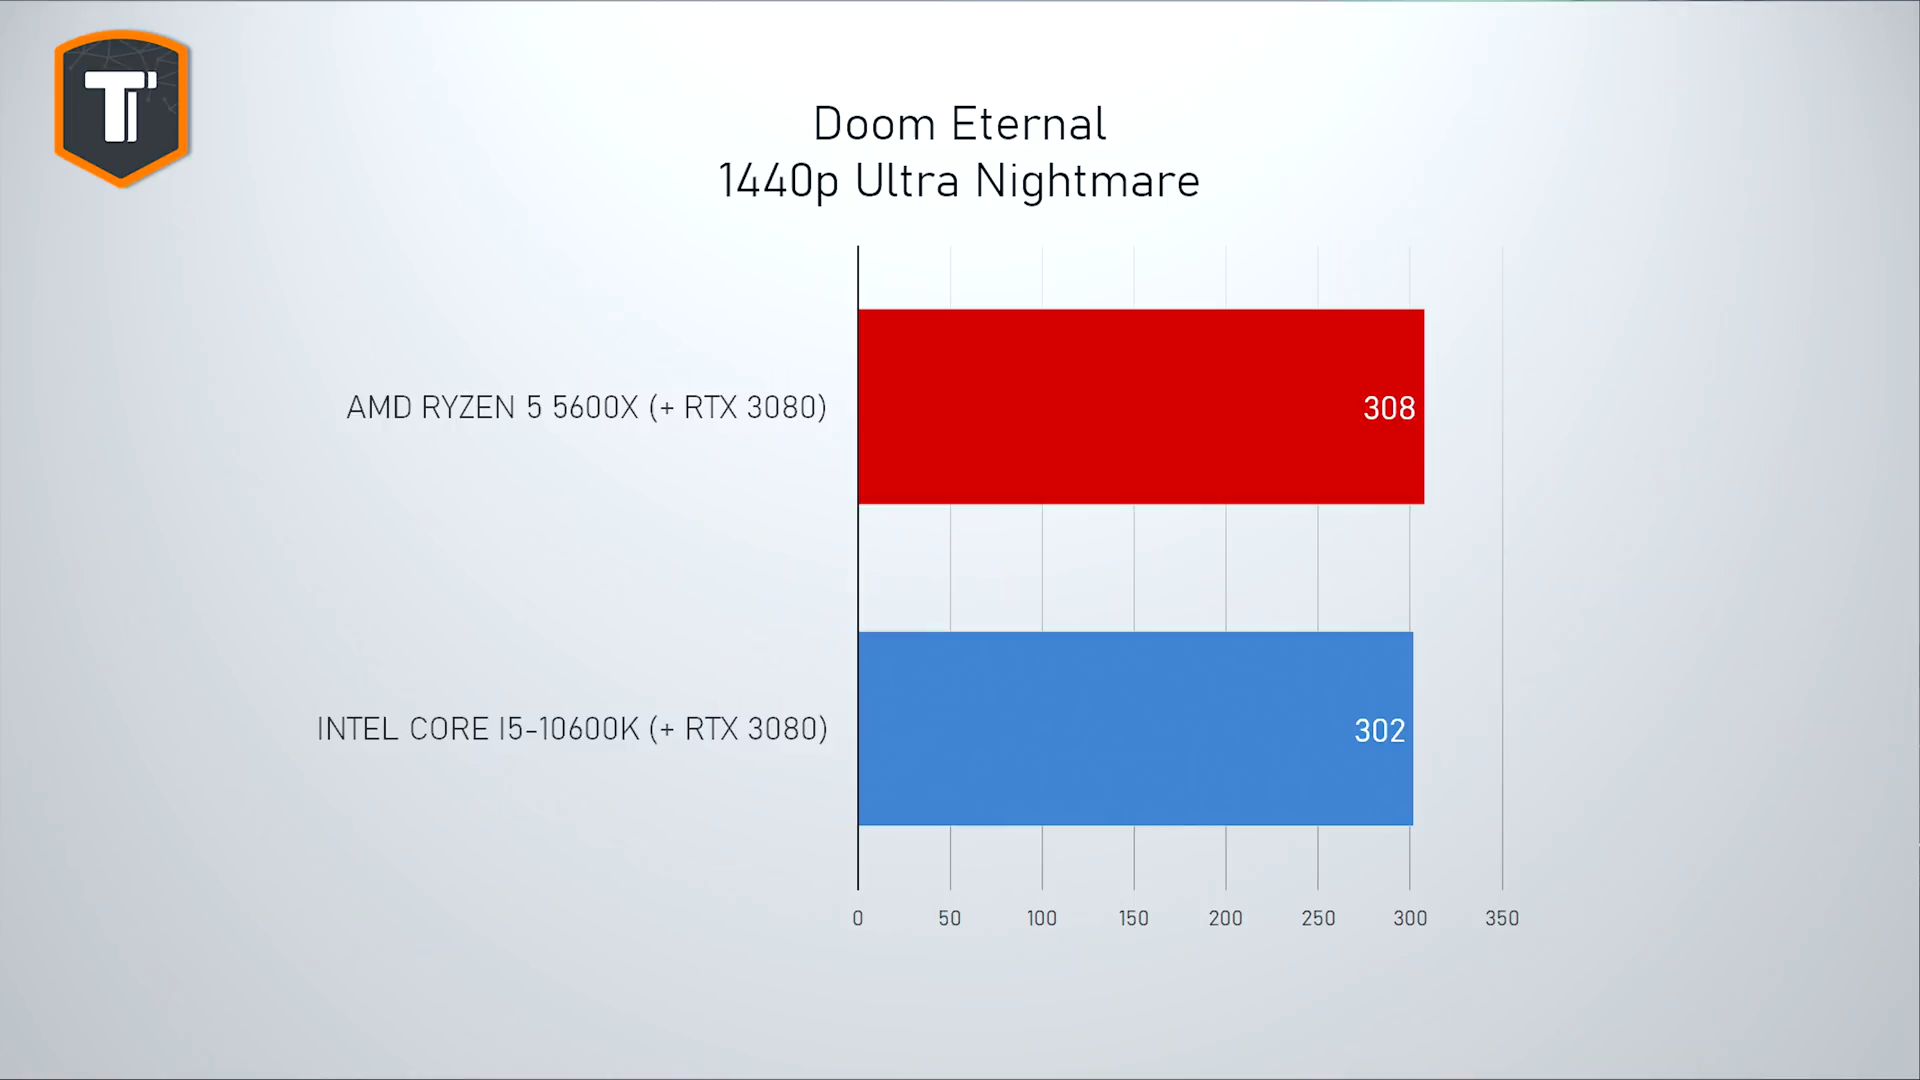 T
Doom Eternal
1440p Ultra Nightmare
AMD RYZEN 5 5600X (+ RTX 3080)
308
INTEL CORE I5-10600K (+ RTX 3080)
302
0 50 100 150 200 250 300 350